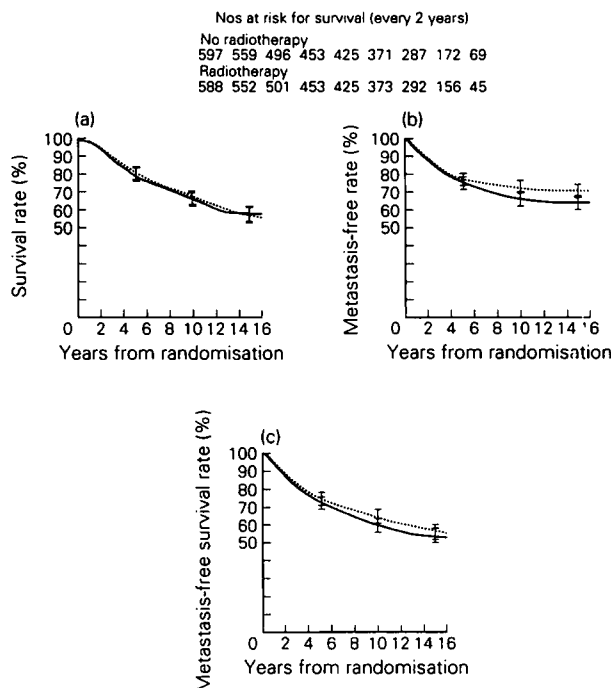 Nos at risk for survival (every 2 years)
No radiotherapy
597 559 496 453 425 371 287 172 69
Radiotherapy
588 552 501 453 425 373 292 156 45
(a)
Survival rate (%)
100
90
80
70
60
50
0 2 4 6 8 10 12 14 16
Years from randomisation
(b)
Metastasis-free rate (%)
100
90
80
70
60
50
0 2 4 6 8 10 12 14 16
Years from randomisation
(c)
Metastasis-free survival rate (%)
100
90
80
70
60
50
0 2 4 6 8 10 12 14 16
Years from randomisation